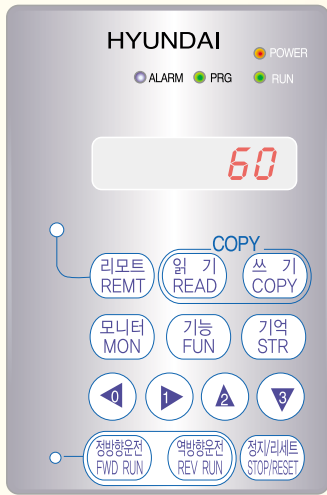 HYUNDAI
POWER
ALARM PRG RUN
60
COPY
리모트 읽 기 쓰 기
REMT READ COPY
모니터 기능 기억
MON FUN STR
0 1 2 3
정방향운전 역방향운전 정지/리세트
FWD RUN REV RUN STOP/RESET